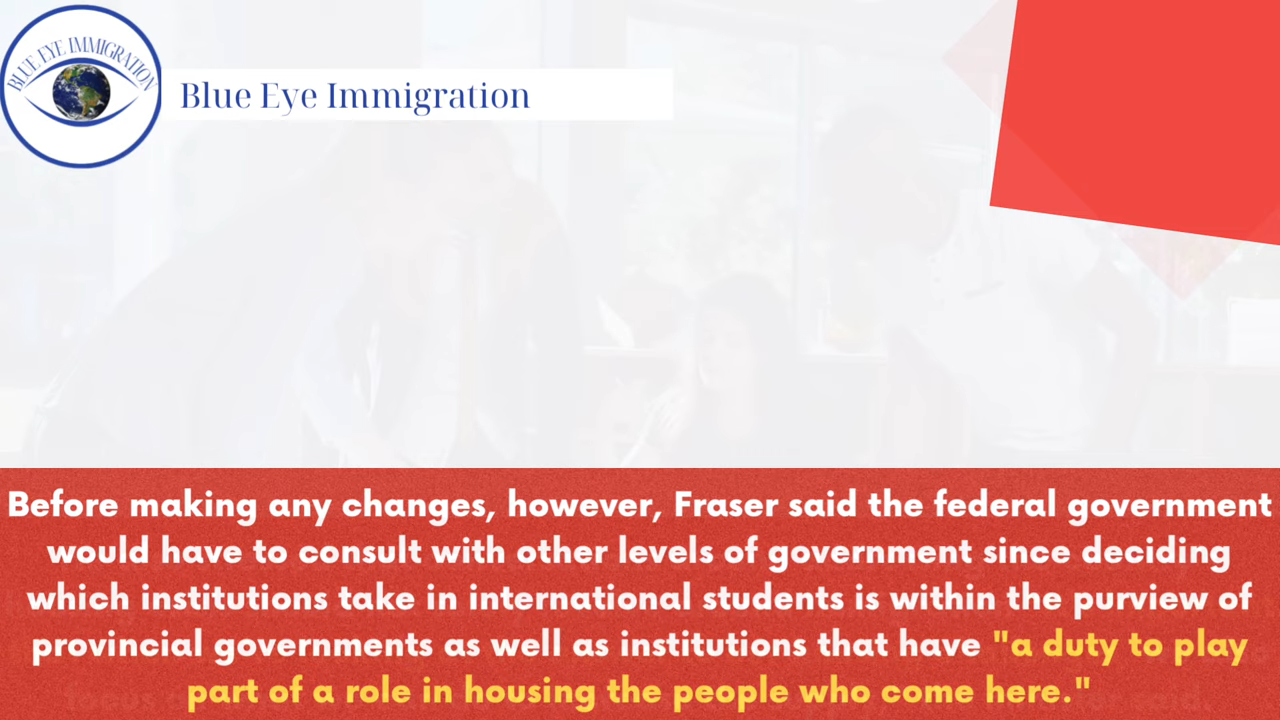 BLUE EYE IMMIGRATION
Blue Eye Immigration
Before making any changes, however, Fraser said the federal government
would have to consult with other levels of government since deciding
which institutions take in international students is within the purview of
provincial governments as well as institutions that have "a duty to play
part of a role in housing the people who come here."